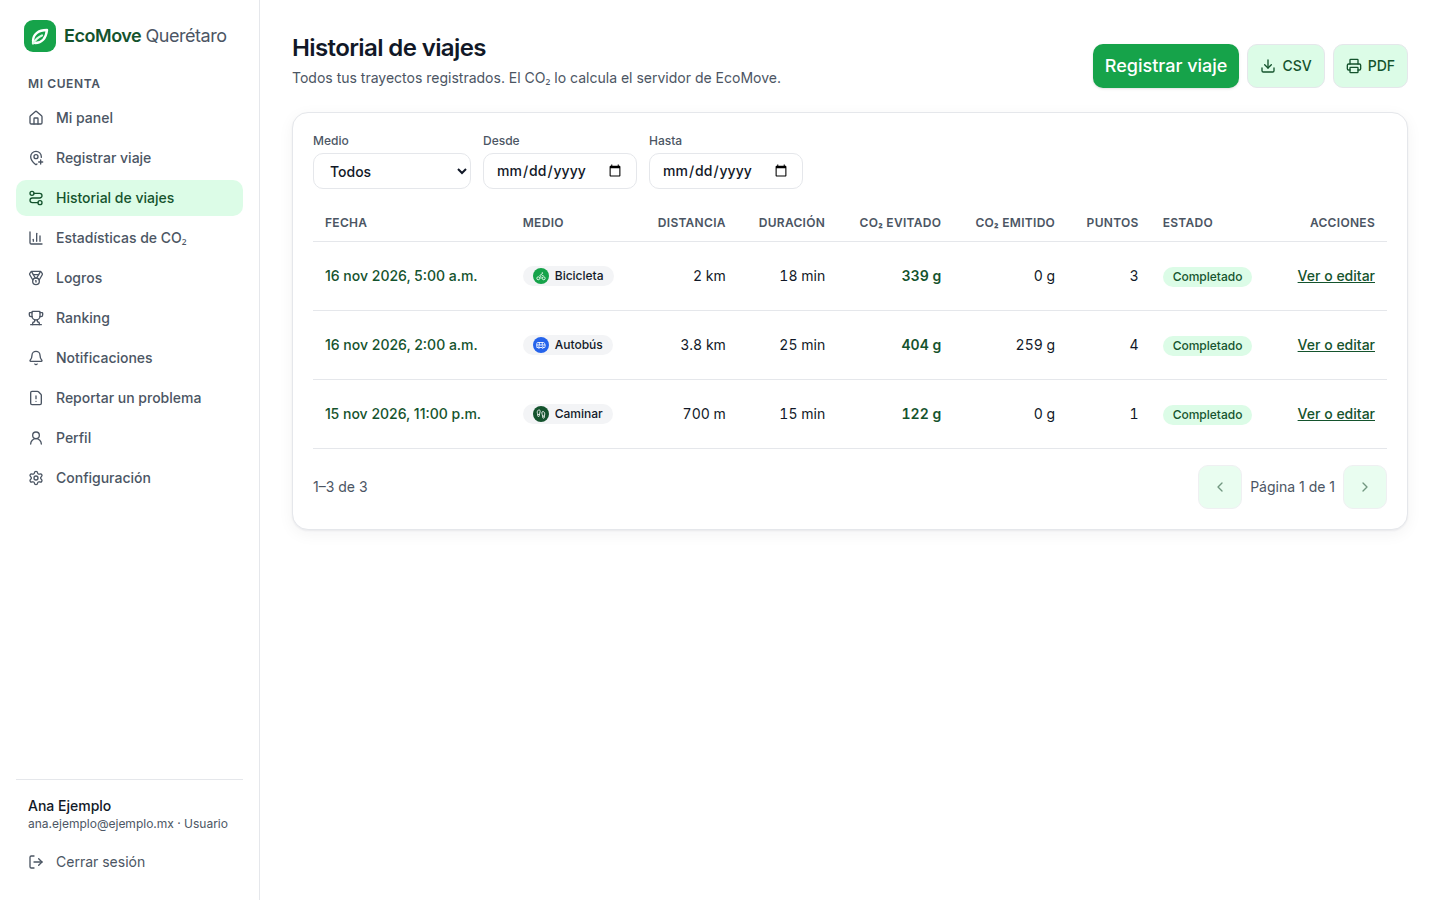 EcoMove Querétaro
MI CUENTA
Mi panel
Registrar viaje
Historial de viajes
Estadísticas de CO₂
Logros
Ranking
Notificaciones
Reportar un problema
Perfil
Configuración
Ana Ejemplo
ana.ejemplo@ejemplo.mx · Usuario
Cerrar sesión
Historial de viajes
Todos tus trayectos registrados. El CO₂ lo calcula el servidor de EcoMove.
Registrar viaje CSV PDF
Medio Desde Hasta
Todos mm/dd/yyyy mm/dd/yyyy
FECHA MEDIO DISTANCIA DURACIÓN CO₂ EVITADO CO₂ EMITIDO PUNTOS ESTADO ACCIONES
16 nov 2026, 5:00 a.m. Bicicleta 2 km 18 min 339 g 0 g 3 Completado Ver o editar
16 nov 2026, 2:00 a.m. Autobús 3.8 km 25 min 404 g 259 g 4 Completado Ver o editar
15 nov 2026, 11:00 p.m. Caminar 700 m 15 min 122 g 0 g 1 Completado Ver o editar
1–3 de 3 Página 1 de 1